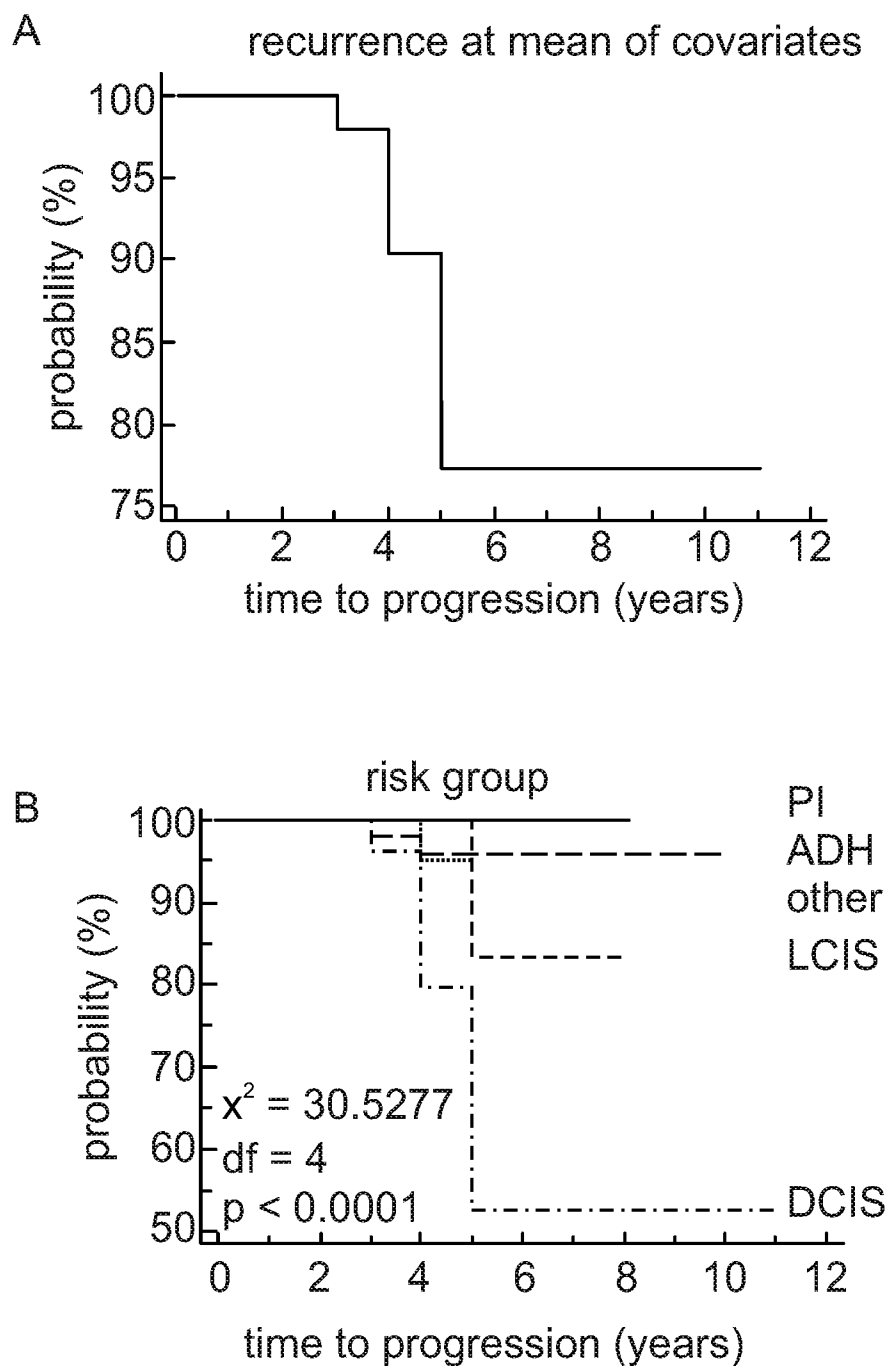 A
recurrence at mean of covariates
100
95
90
85
80
75
probability (%)
0 2 4 6 8 10 12
time to progression (years)
B
risk group
PI
ADH
other
LCIS
DCIS
100
90
80
70
60
50
probability (%)
x² = 30.5277
df = 4
p < 0.0001
0 2 4 6 8 10 12
time to progression (years)